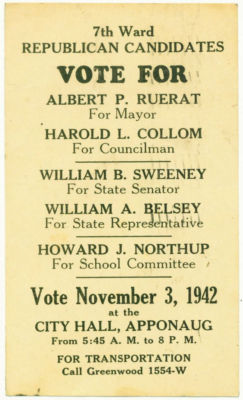 7th Ward
REPUBLICAN CANDIDATES
VOTE FOR
ALBERT P. RUERAT
For Mayor
HAROLD L. COLLOM
For Councilman
WILLIAM B. SWEENEY
For State Senator
WILLIAM A. BELSEY
For State Representative
HOWARD J. NORTHUP
For School Committee
Vote November 3, 1942
at the
CITY HALL, APPONAUG
From 5:45 A. M. to 8 P. M.
FOR TRANSPORTATION
Call Greenwood 1554-W